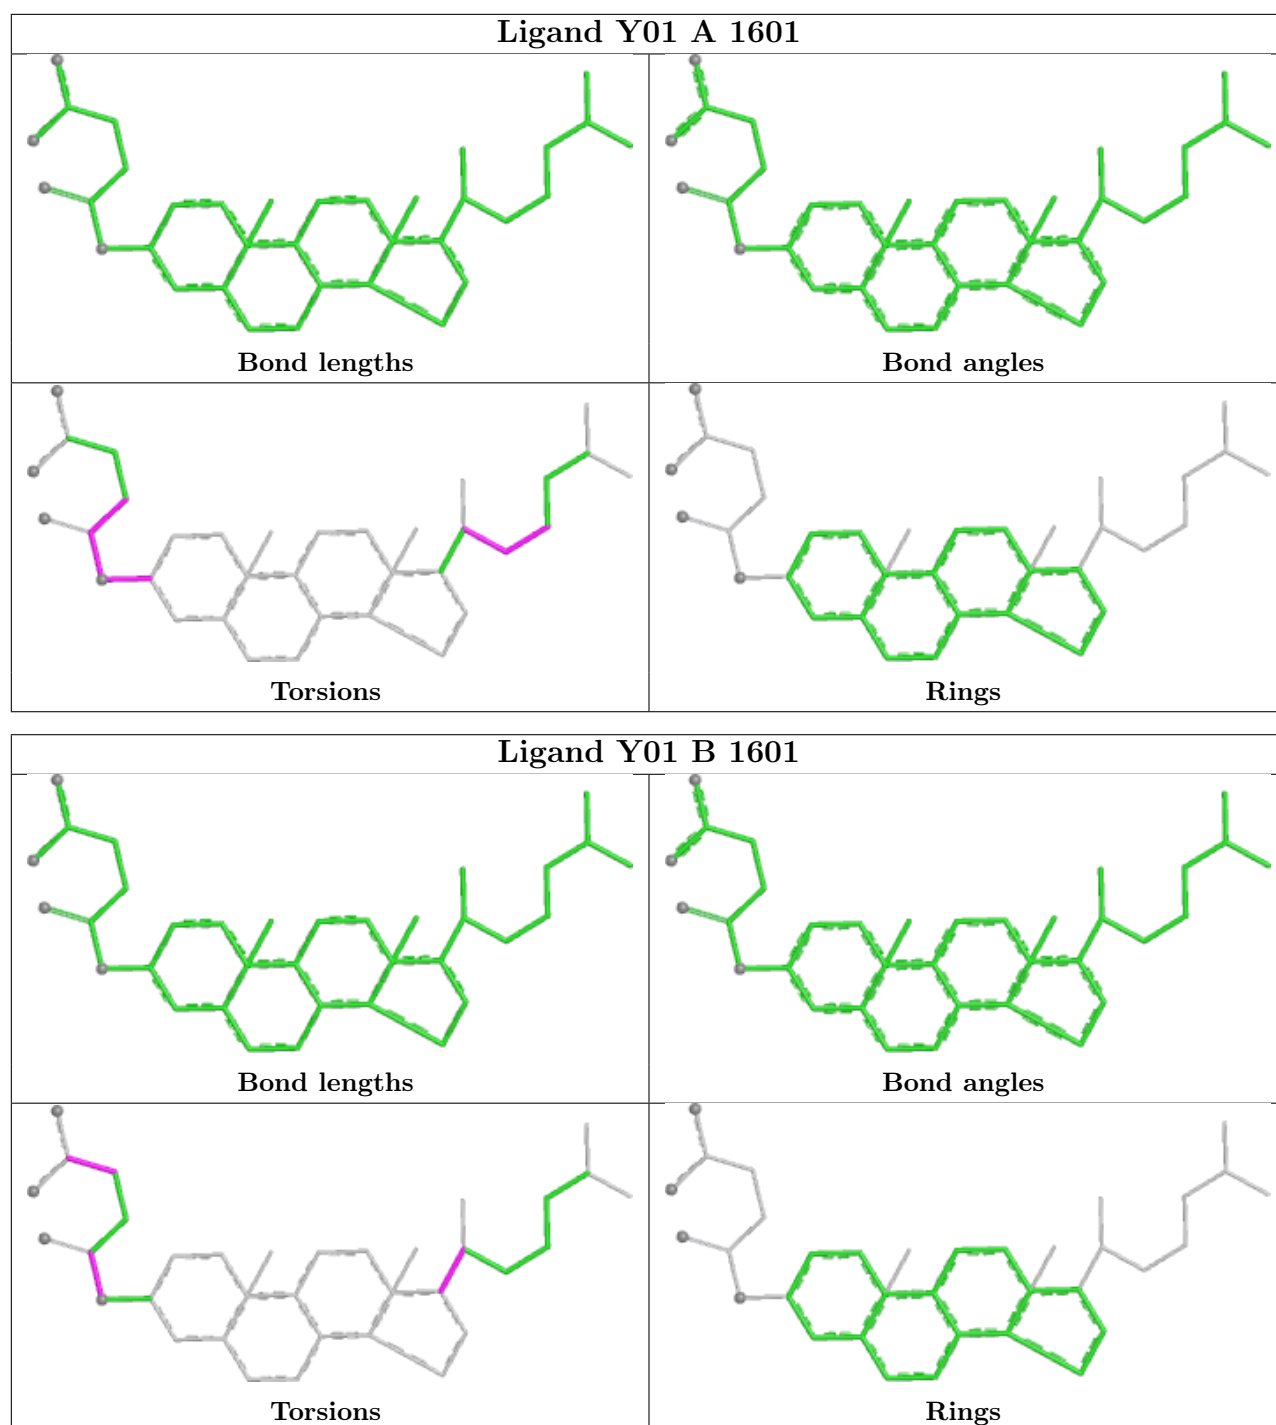 Ligand Y01 A 1601
Bond lengths
Bond angles
Torsions
Rings
Ligand Y01 B 1601
Bond lengths
Bond angles
Torsions
Rings